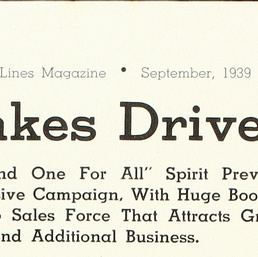 Lines Magazine • September, 1939
akes Drive
nd One For All" Spirit Prev
ive Campaign, With Huge Boo
Sales Force That Attracts Gr
nd Additional Business.